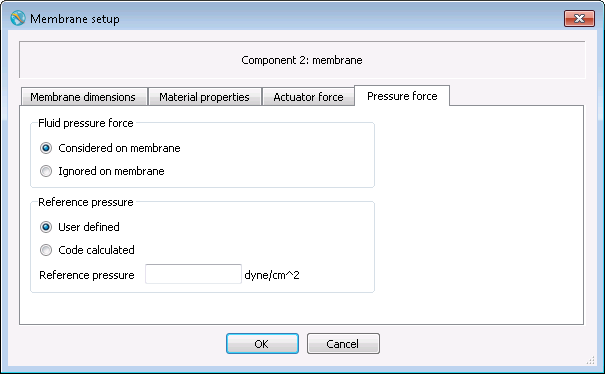 Membrane setup
Component 2: membrane
Membrane dimensions Material properties Actuator force Pressure force
Fluid pressure force
Considered on membrane
Ignored on membrane
Reference pressure
User defined
Code calculated
Reference pressure dyne/cm^2
OK Cancel